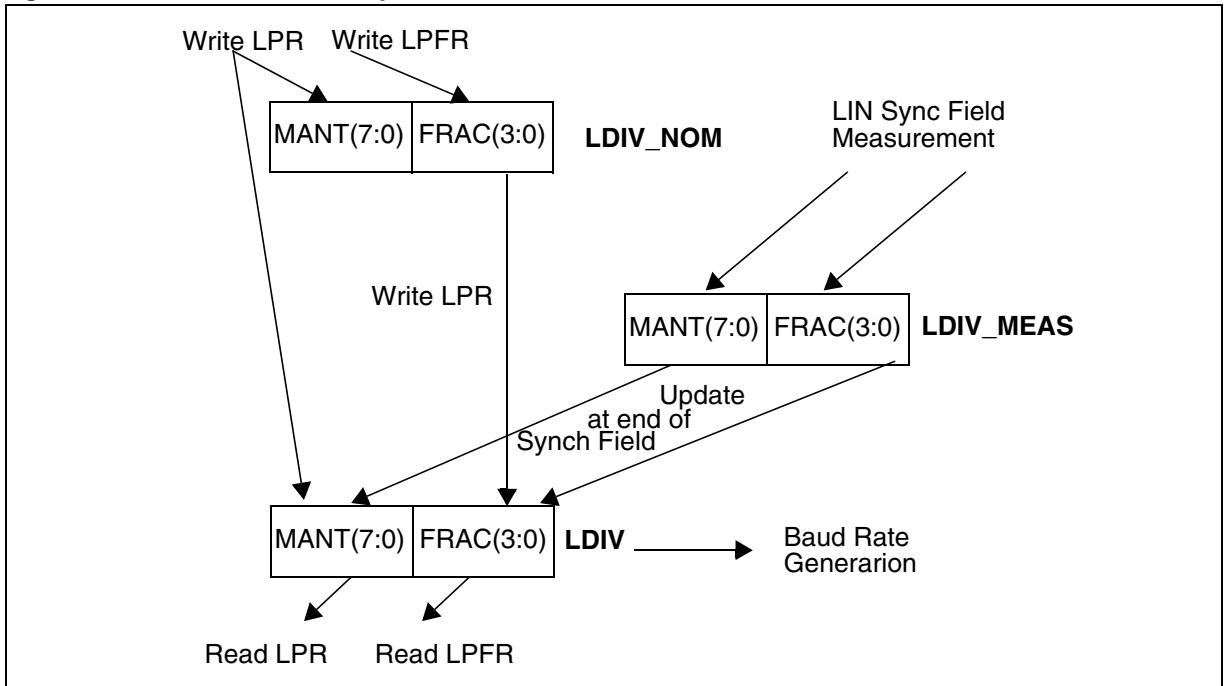 Write LPR Write LPFR
MANT(7:0) FRAC(3:0) LDIV_NOM
LIN Sync Field
Measurement
Write LPR
MANT(7:0) FRAC(3:0) LDIV_MEAS
Update
at end of
Synch Field
MANT(7:0) FRAC(3:0) LDIV
Baud Rate
Generarion
Read LPR Read LPFR